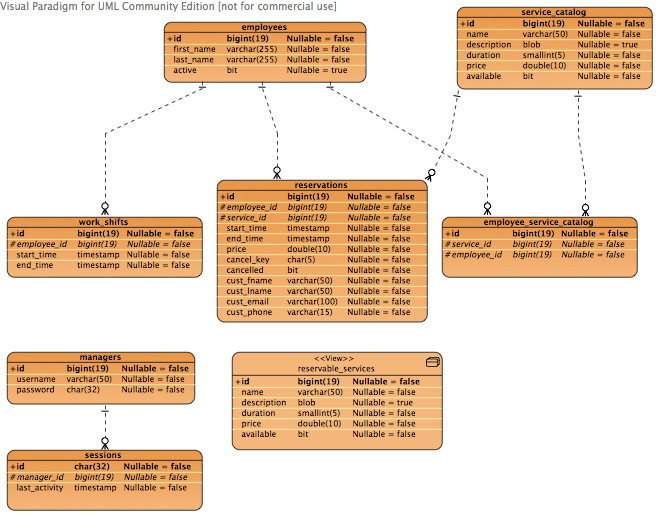 Visual Paradigm for UML Community Edition [not for commercial use]
employees
+id bigint(19) Nullable = false
first_name varchar(255) Nullable = false
last_name varchar(255) Nullable = false
active bit Nullable = true
service_catalog
+id bigint(19) Nullable = false
name varchar(50) Nullable = false
description blob Nullable = true
duration smallint(5) Nullable = false
price double(10) Nullable = false
available bit Nullable = false
work_shifts
+id bigint(19) Nullable = false
#employee_id bigint(19) Nullable = false
start_time timestamp Nullable = false
end_time timestamp Nullable = false
reservations
+id bigint(19) Nullable = false
#employee_id bigint(19) Nullable = false
#service_id bigint(19) Nullable = false
start_time timestamp Nullable = false
end_time timestamp Nullable = false
price double(10) Nullable = false
cancel_key char(5) Nullable = false
cancelled bit Nullable = false
cust_fname varchar(50) Nullable = false
cust_lname varchar(50) Nullable = false
cust_email varchar(100) Nullable = false
cust_phone varchar(15) Nullable = false
employee_service_catalog
+id bigint(19) Nullable = false
#service_id bigint(19) Nullable = false
#employee_id bigint(19) Nullable = false
managers
+id bigint(19) Nullable = false
username varchar(50) Nullable = false
password char(32) Nullable = false
<<View>>
reservable_services
+id bigint(19) Nullable = false
name varchar(50) Nullable = false
description blob Nullable = true
duration smallint(5) Nullable = false
price double(10) Nullable = false
available bit Nullable = false
sessions
+id char(32) Nullable = false
#manager_id bigint(19) Nullable = false
last_activity timestamp Nullable = false